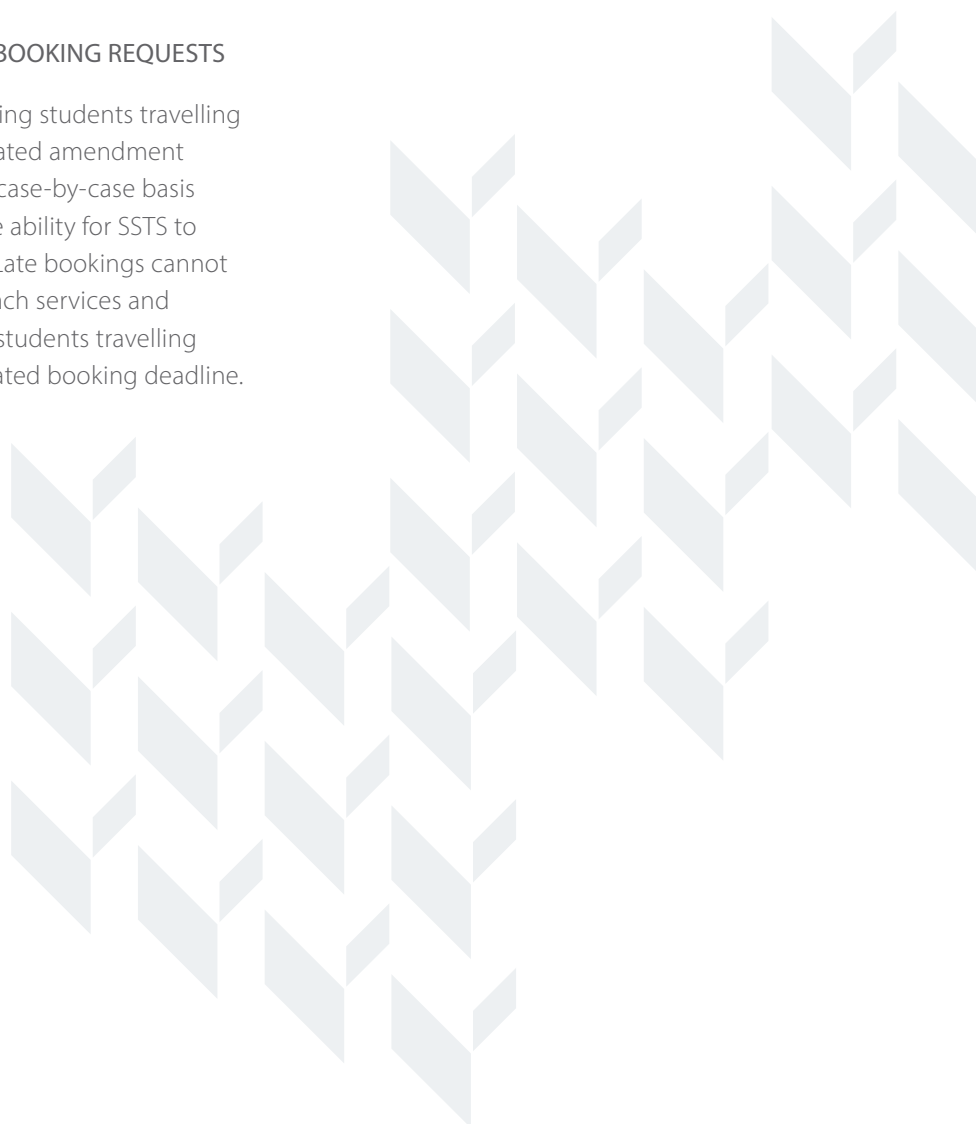 BOOKING REQUESTS
ing students travelling
ated amendment
case-by-case basis
e ability for SSTS to
Late bookings cannot
ch services and
students travelling
ated booking deadline.